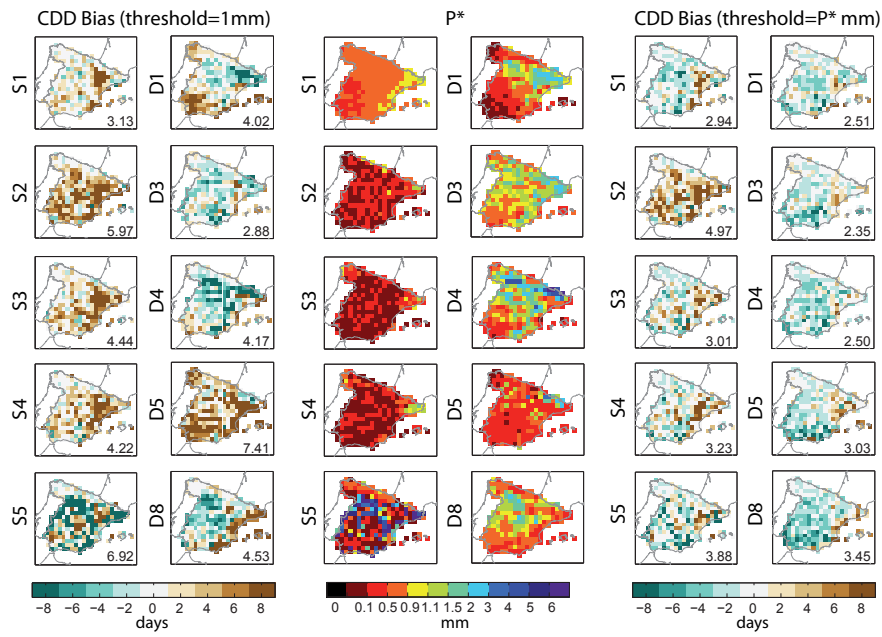 CDD Bias (threshold=1mm)
P*
CDD Bias (threshold=P* mm)
S1
3.13
D1
4.02
S1
D1
S1
2.94
D1
2.51
S2
5.97
D3
2.88
S2
D3
S2
4.97
D3
2.35
S3
4.44
D4
4.17
S3
D4
S3
3.01
D4
2.50
S4
4.22
D5
7.41
S4
D5
S4
3.23
D5
3.03
S5
6.92
D8
4.53
S5
D8
S5
3.88
D8
3.45
−8 −6 −4 −2 0 2 4 6 8
days
0 0.1 0.5 0.9 1.1 1.5 2 3 4 5 6
mm
−8 −6 −4 −2 0 2 4 6 8
days